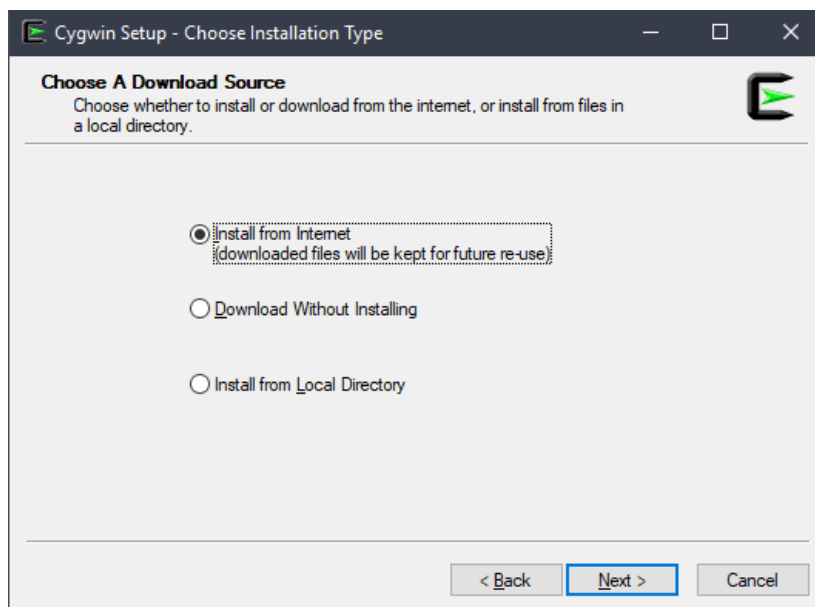 Cygwin Setup - Choose Installation Type
Choose A Download Source
Choose whether to install or download from the internet, or install from files in
a local directory.
Install from Internet
(downloaded files will be kept for future re-use)
Download Without Installing
Install from Local Directory
< Back
Next >
Cancel